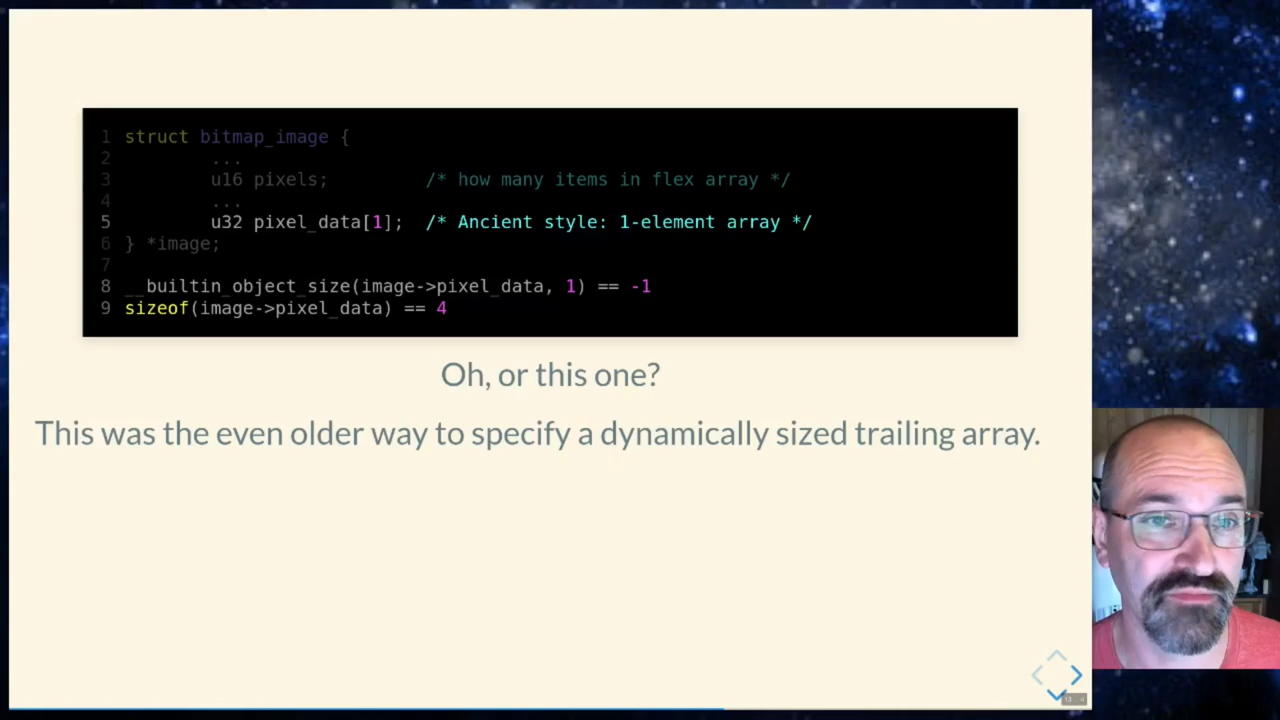 1 struct bitmap_image {
2 ...
3 u16 pixels; /* how many items in flex array */
4 ...
5 u32 pixel_data[1]; /* Ancient style: 1-element array */
6 } *image;
7
8 __builtin_object_size(image->pixel_data, 1) == -1
9 sizeof(image->pixel_data) == 4
Oh, or this one?
This was the even older way to specify a dynamically sized trailing array.